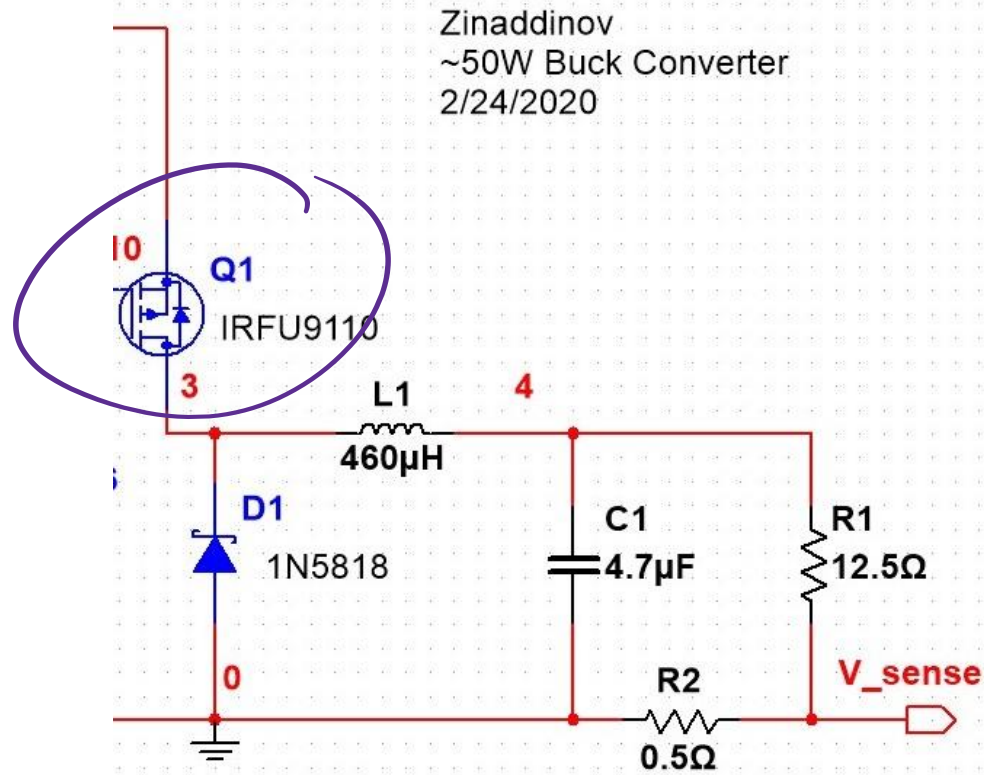 Zinaddinov
~50W Buck Converter
2/24/2020
Q1
IRFU9110
3
L1
4
460µH
D1
1N5818
C1
4.7µF
R1
12.5Ω
0
R2
0.5Ω
V_sense